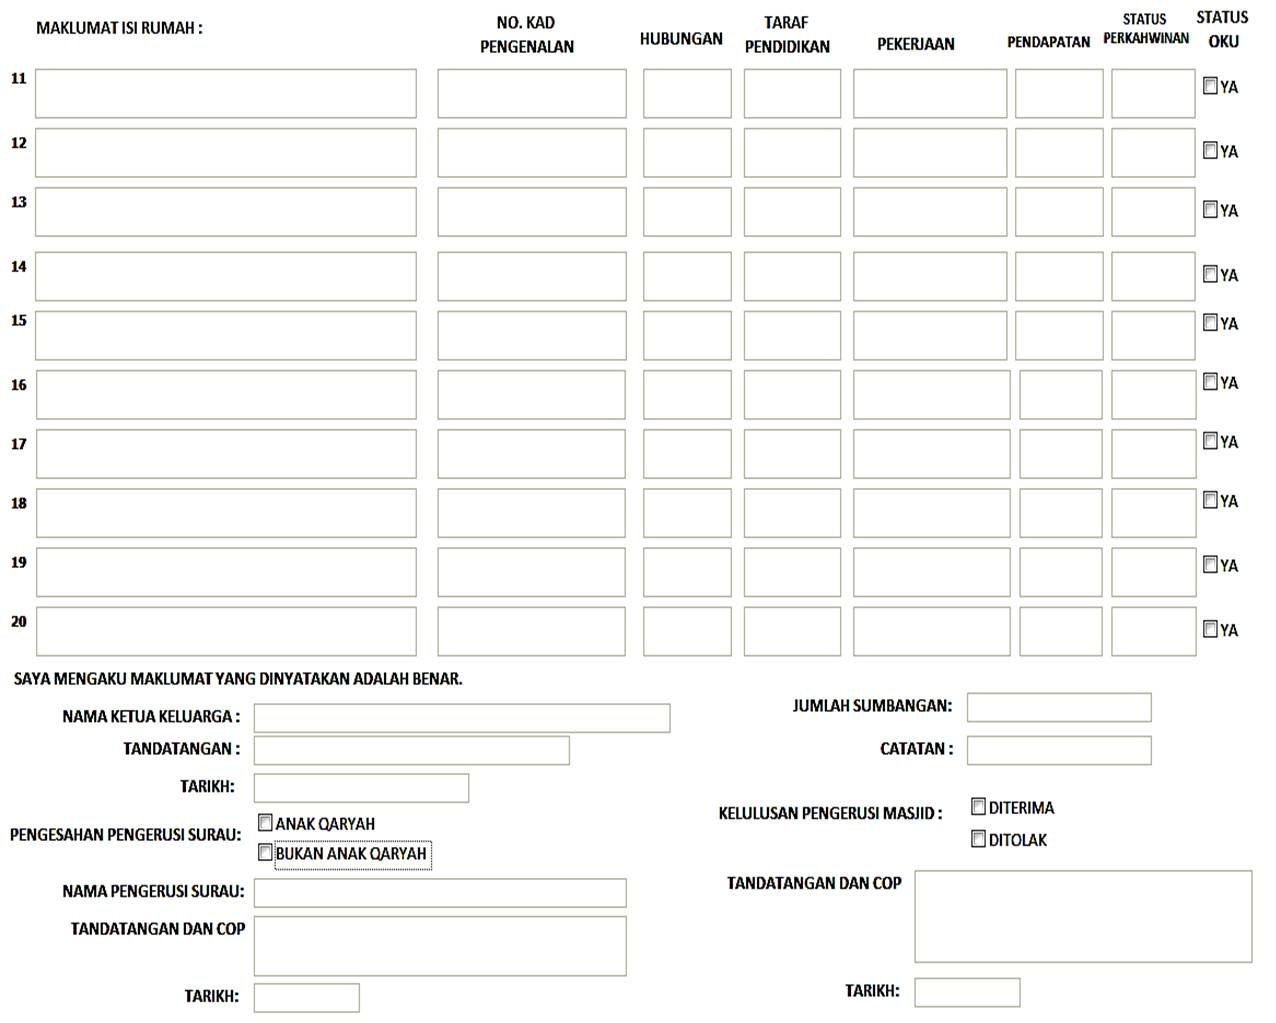 MAKLUMAT ISI RUMAH :
NO. KAD PENGENALAN
HUBUNGAN
TARAF PENDIDIKAN
PEKERJAAN
PENDAPATAN
STATUS PERKAHWINAN
STATUS OKU
11 YA
12 YA
13 YA
14 YA
15 YA
16 YA
17 YA
18 YA
19 YA
20 YA
SAYA MENGAKU MAKLUMAT YANG DINYATAKAN ADALAH BENAR.
NAMA KETUA KELUARGA :
TANDATANGAN :
TARIKH:
PENGESAHAN PENGERUSI SURAU:
ANAK QARYAH
BUKAN ANAK QARYAH
NAMA PENGERUSI SURAU:
TANDATANGAN DAN COP
TARIKH:
JUMLAH SUMBANGAN:
CATATAN :
KELULUSAN PENGERUSI MASJID :
DITERIMA
DITOLAK
TANDATANGAN DAN COP
TARIKH: